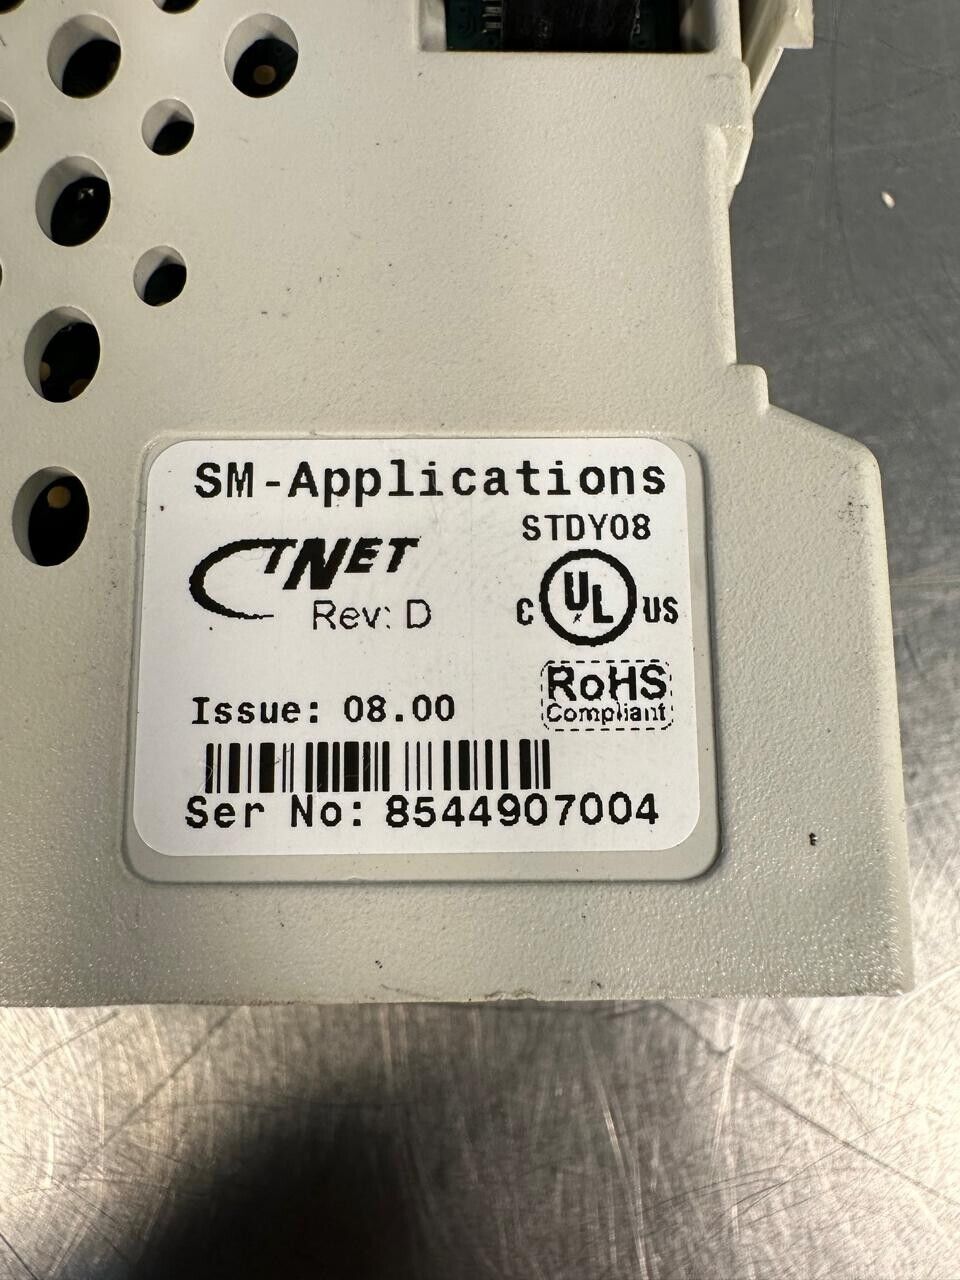 SM-Applications
STDY08
CTNET
Rev: D
C UL US
RoHS
Compliant
Issue: 08.00
Ser No: 8544907004